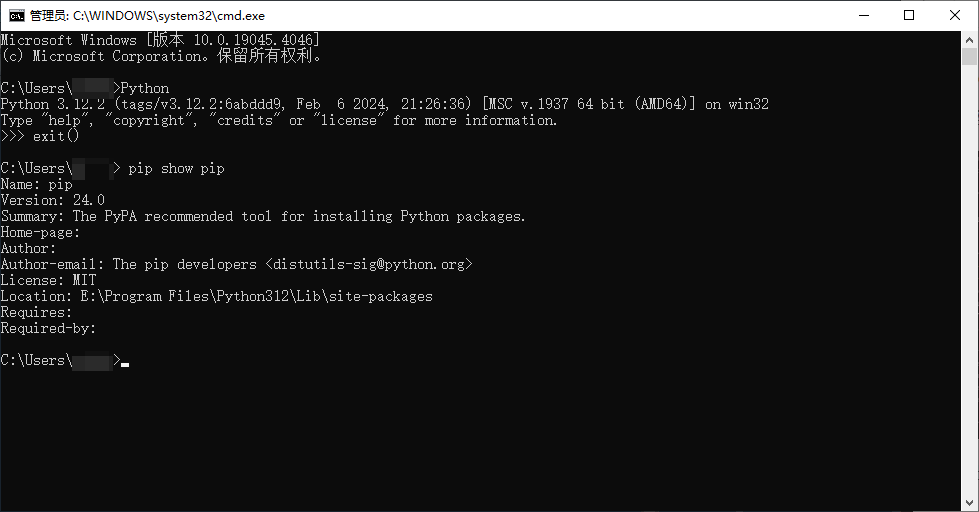 管理员: C:\WINDOWS\system32\cmd.exe
Microsoft Windows [版本 10.0.19045.4046]
(c) Microsoft Corporation。保留所有权利。
C:\Users\ >Python
Python 3.12.2 (tags/v3.12.2:6abddd9, Feb  6 2024, 21:26:36) [MSC v.1937 64 bit (AMD64)] on win32
Type "help", "copyright", "credits" or "license" for more information.
>>> exit()
C:\Users\ > pip show pip
Name: pip
Version: 24.0
Summary: The PyPA recommended tool for installing Python packages.
Home-page:
Author:
Author-email: The pip developers <distutils-sig@python.org>
License: MIT
Location: E:\Program Files\Python312\Lib\site-packages
Requires:
Required-by:
C:\Users\ >